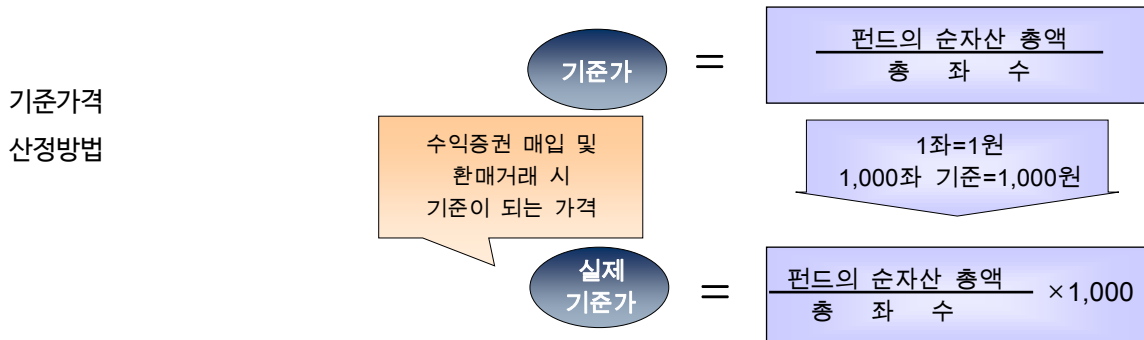 기준가격
산정방법
기준가
=
펀드의 순자산 총액
총 좌 수
수익증권 매입 및
환매거래 시
기준이 되는 가격
1좌=1원
1,000좌 기준=1,000원
실제
기준가
=
펀드의 순자산 총액
총 좌 수
×1,000